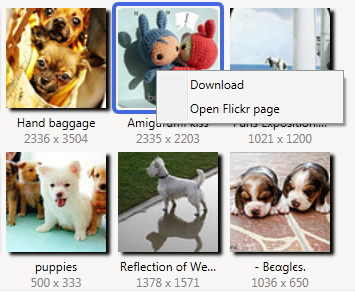 Download
Open Flickr page
Hand baggage
Amigurumi kiss
Paris Exposition:...
2336 x 3504
2335 x 2203
1021 x 1200
puppies
Reflection of We...
- Beαgles.
500 x 333
1378 x 1571
1036 x 650